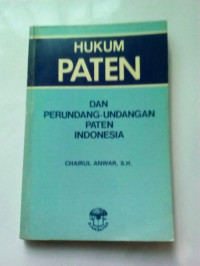 HUKUM
PATEN
DAN
PERUNDANG-UNDANGAN
PATEN
INDONESIA
CHAIRUL ANWAR, S.H.